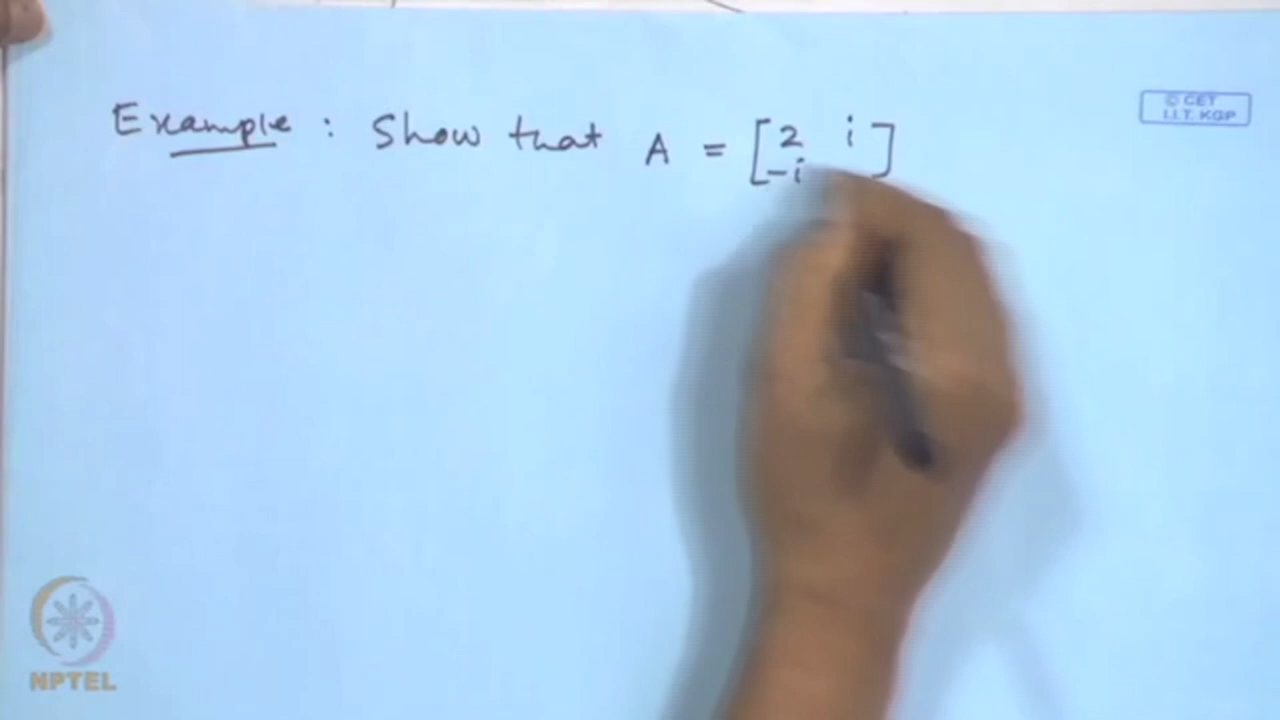 Example : Show that A = [2 i
-i ]
© CET
I.I.T. KGP
NPTEL